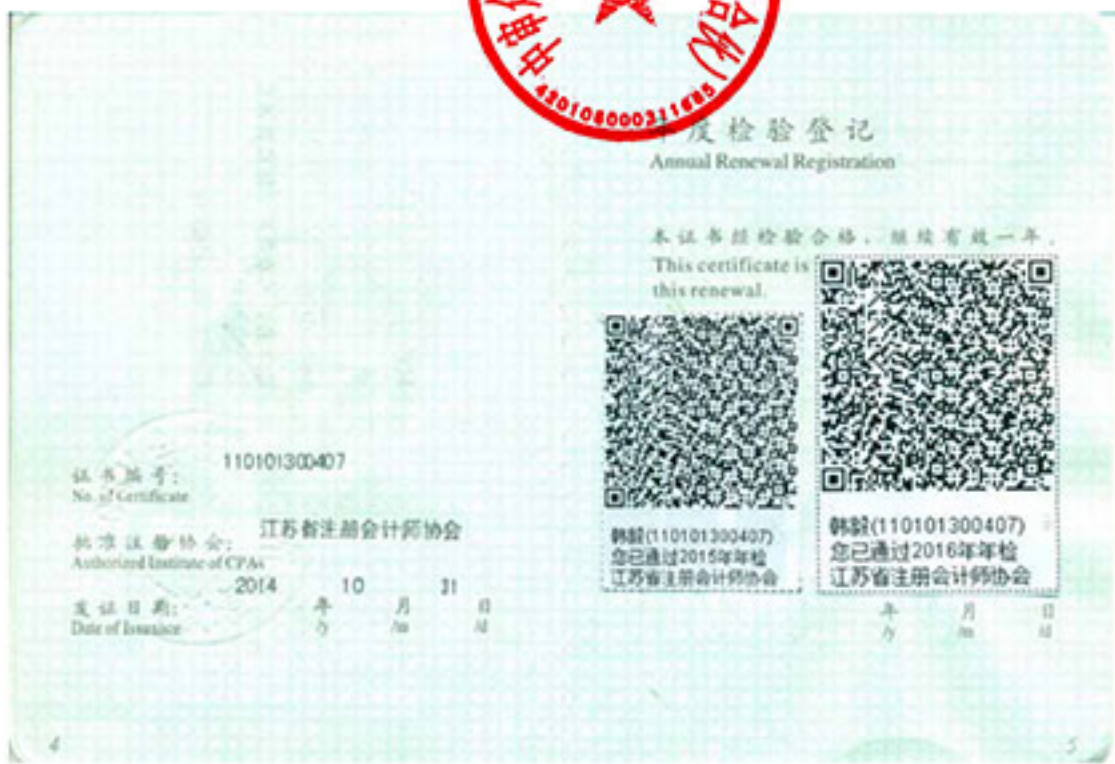 中审
合伙)
4201060003116
度检验登记
Annual Renewal Registration
本证书经检验合格，继续有效一年。
This certificate is
this renewal.
证书编号:
110101300407
No. of Certificate
批准注册协会:
江苏省注册会计师协会
Authorized Institute of CPAs
发证日期:
2014 年 10 月 31 日
Date of Issuance
/y /m /d
韩毅(110101300407)
您已通过2015年年检
江苏省注册会计师协会
韩毅(110101300407)
您已通过2016年年检
江苏省注册会计师协会
年 月 日
/y /m /d
4
5